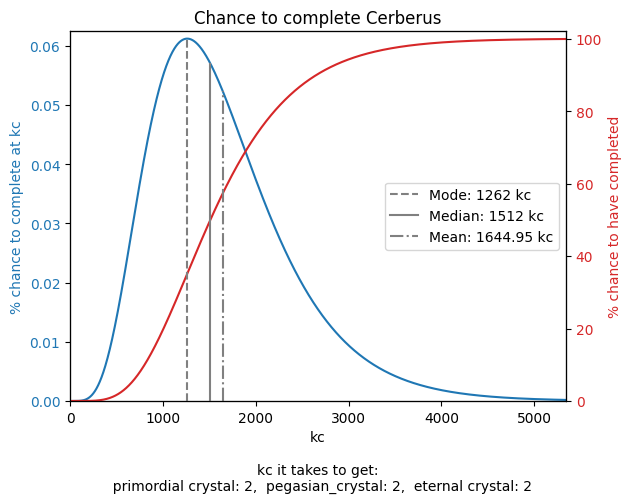 Chance to complete Cerberus
% chance to complete at kc
0.06
0.05
0.04
0.03
0.02
0.01
0.00
100
80
60
40
20
0
% chance to have completed
Mode: 1262 kc
Median: 1512 kc
Mean: 1644.95 kc
0 1000 2000 3000 4000 5000
kc
kc it takes to get:
primordial crystal: 2, pegasian_crystal: 2, eternal crystal: 2